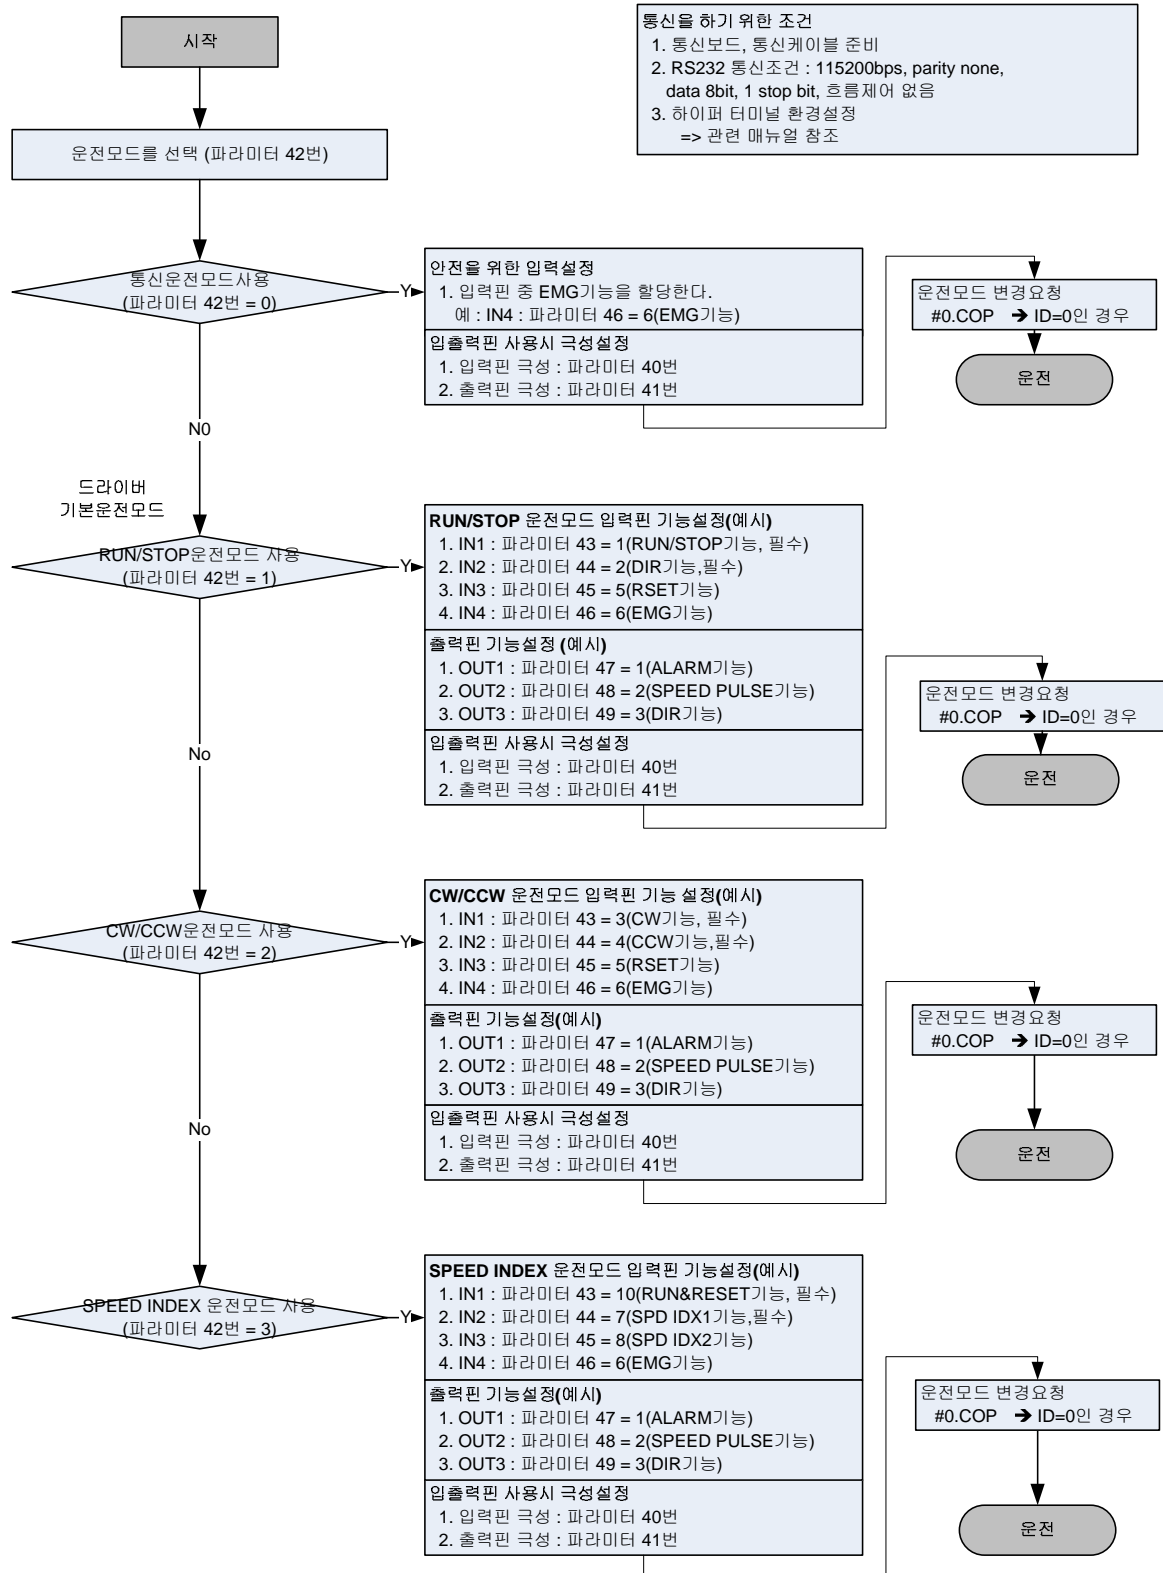 시작
통신을 하기 위한 조건
1. 통신보드, 통신케이블 준비
2. RS232 통신조건 : 115200bps, parity none,
data 8bit, 1 stop bit, 흐름제어 없음
3. 하이퍼 터미널 환경설정
=> 관련 매뉴얼 참조
운전모드를 선택 (파라미터 42번)
통신운전모드사용
(파라미터 42번 = 0)
Y
안전을 위한 입력설정
1. 입력핀 중 EMG기능을 할당한다.
예 : IN4 : 파라미터 46 = 6(EMG기능)
입출력핀 사용시 극성설정
1. 입력핀 극성 : 파라미터 40번
2. 출력핀 극성 : 파라미터 41번
운전모드 변경요청
#0.COP ➔ ID=0인 경우
운전
N0
드라이버
기본운전모드
RUN/STOP운전모드 사용
(파라미터 42번 = 1)
Y
RUN/STOP 운전모드 입력핀 기능설정(예시)
1. IN1 : 파라미터 43 = 1(RUN/STOP기능, 필수)
2. IN2 : 파라미터 44 = 2(DIR기능,필수)
3. IN3 : 파라미터 45 = 5(RSET기능)
4. IN4 : 파라미터 46 = 6(EMG기능)
출력핀 기능설정 (예시)
1. OUT1 : 파라미터 47 = 1(ALARM기능)
2. OUT2 : 파라미터 48 = 2(SPEED PULSE기능)
3. OUT3 : 파라미터 49 = 3(DIR기능)
입출력핀 사용시 극성설정
1. 입력핀 극성 : 파라미터 40번
2. 출력핀 극성 : 파라미터 41번
운전모드 변경요청
#0.COP ➔ ID=0인 경우
운전
No
CW/CCW운전모드 사용
(파라미터 42번 = 2)
Y
CW/CCW 운전모드 입력핀 기능 설정(예시)
1. IN1 : 파라미터 43 = 3(CW기능, 필수)
2. IN2 : 파라미터 44 = 4(CCW기능,필수)
3. IN3 : 파라미터 45 = 5(RSET기능)
4. IN4 : 파라미터 46 = 6(EMG기능)
출력핀 기능설정(예시)
1. OUT1 : 파라미터 47 = 1(ALARM기능)
2. OUT2 : 파라미터 48 = 2(SPEED PULSE기능)
3. OUT3 : 파라미터 49 = 3(DIR기능)
입출력핀 사용시 극성설정
1. 입력핀 극성 : 파라미터 40번
2. 출력핀 극성 : 파라미터 41번
운전모드 변경요청
#0.COP ➔ ID=0인 경우
운전
No
SPEED INDEX 운전모드 사용
(파라미터 42번 = 3)
Y
SPEED INDEX 운전모드 입력핀 기능설정(예시)
1. IN1 : 파라미터 43 = 10(RUN&RESET기능, 필수)
2. IN2 : 파라미터 44 = 7(SPD IDX1기능,필수)
3. IN3 : 파라미터 45 = 8(SPD IDX2기능)
4. IN4 : 파라미터 46 = 6(EMG기능)
출력핀 기능설정(예시)
1. OUT1 : 파라미터 47 = 1(ALARM기능)
2. OUT2 : 파라미터 48 = 2(SPEED PULSE기능)
3. OUT3 : 파라미터 49 = 3(DIR기능)
입출력핀 사용시 극성설정
1. 입력핀 극성 : 파라미터 40번
2. 출력핀 극성 : 파라미터 41번
운전모드 변경요청
#0.COP ➔ ID=0인 경우
운전